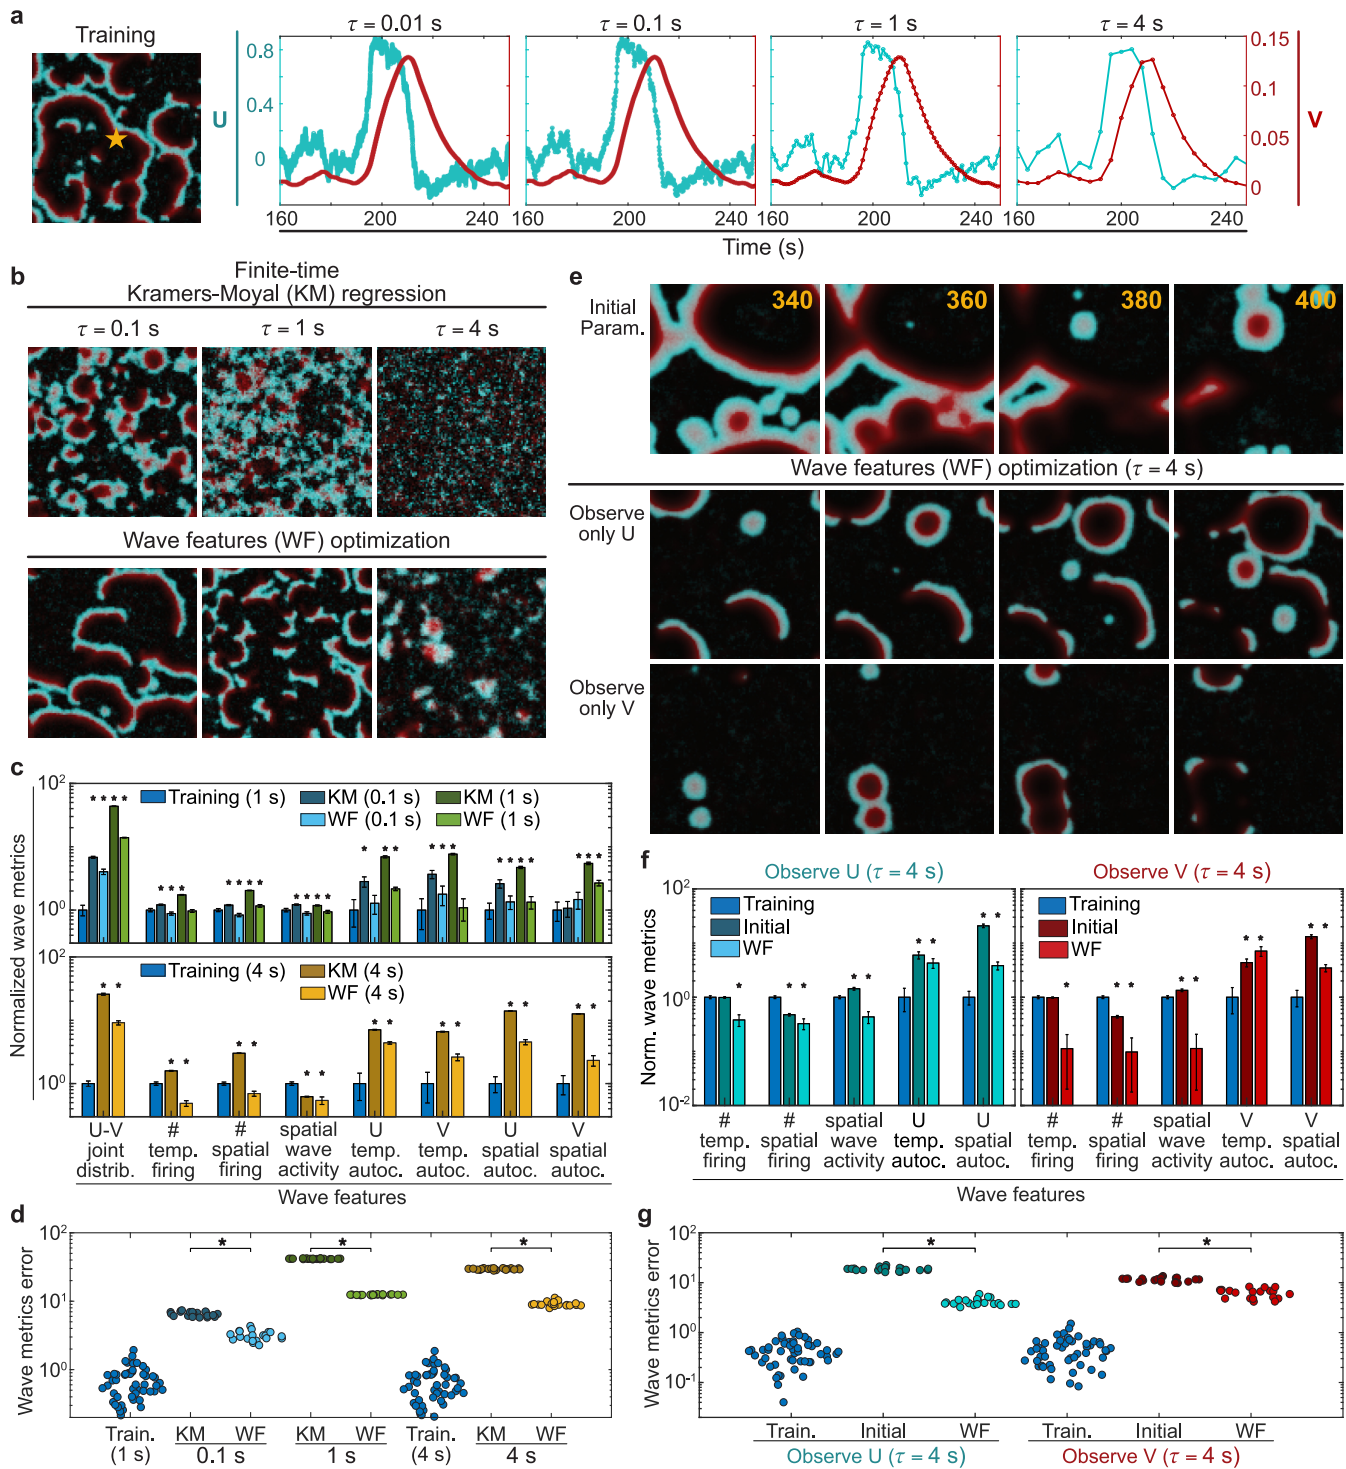 a
Training
τ = 0.01 s
τ = 0.1 s
τ = 1 s
τ = 4 s
U
0.8
0.4
0
0.15
0.1
0.05
0
V
160 200 240
160 200 240
160 200 240
160 200 240
Time (s)
b
Finite-time
Kramers-Moyal (KM) regression
τ = 0.1 s
τ = 1 s
τ = 4 s
Wave features (WF) optimization
e
Initial
Param.
340
360
380
400
Wave features (WF) optimization (τ = 4 s)
Observe
only U
Observe
only V
c
Normalized wave metrics
10²
10⁰
Training (1 s)
KM (0.1 s)
KM (1 s)
WF (0.1 s)
WF (1 s)
* * * *
* * *
* * * *
* * * *
* * *
* * *
* * * *
* * *
10²
10⁰
Training (4 s)
KM (4 s)
WF (4 s)
* *
* *
* *
* *
* *
* *
* *
* *
U-V
joint
distrib.
#
temp.
firing
#
spatial
firing
spatial
wave
activity
U
temp.
autoc.
V
temp.
autoc.
U
spatial
autoc.
V
spatial
autoc.
Wave features
f
Observe U (τ = 4 s)
Observe V (τ = 4 s)
Norm. wave metrics
10²
10⁰
10⁻²
Training
Initial
WF
Training
Initial
WF
*
* *
* *
* *
* *
*
* *
* *
* *
* *
#
temp.
firing
#
spatial
firing
spatial
wave
activity
U
temp.
autoc.
U
spatial
autoc.
#
temp.
firing
#
spatial
firing
spatial
wave
activity
V
temp.
autoc.
V
spatial
autoc.
Wave features
d
Wave metrics error
10²
10¹
10⁰
*
*
*
Train.
(1 s)
KM WF
0.1 s
KM WF
1 s
Train.
(4 s)
KM WF
4 s
g
Wave metrics error
10²
10¹
10⁰
10⁻¹
*
*
Train. Initial WF
Observe U (τ = 4 s)
Train. Initial WF
Observe V (τ = 4 s)